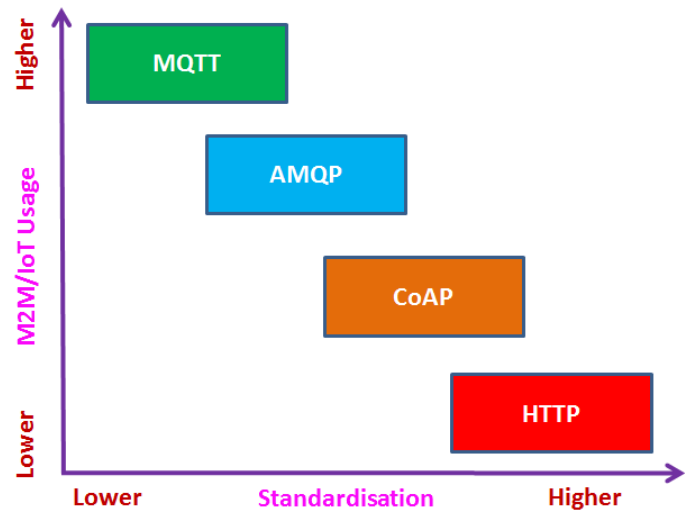 Higher
MQTT
AMQP
M2M/IoT Usage
CoAP
HTTP
Lower
Lower Standardisation Higher